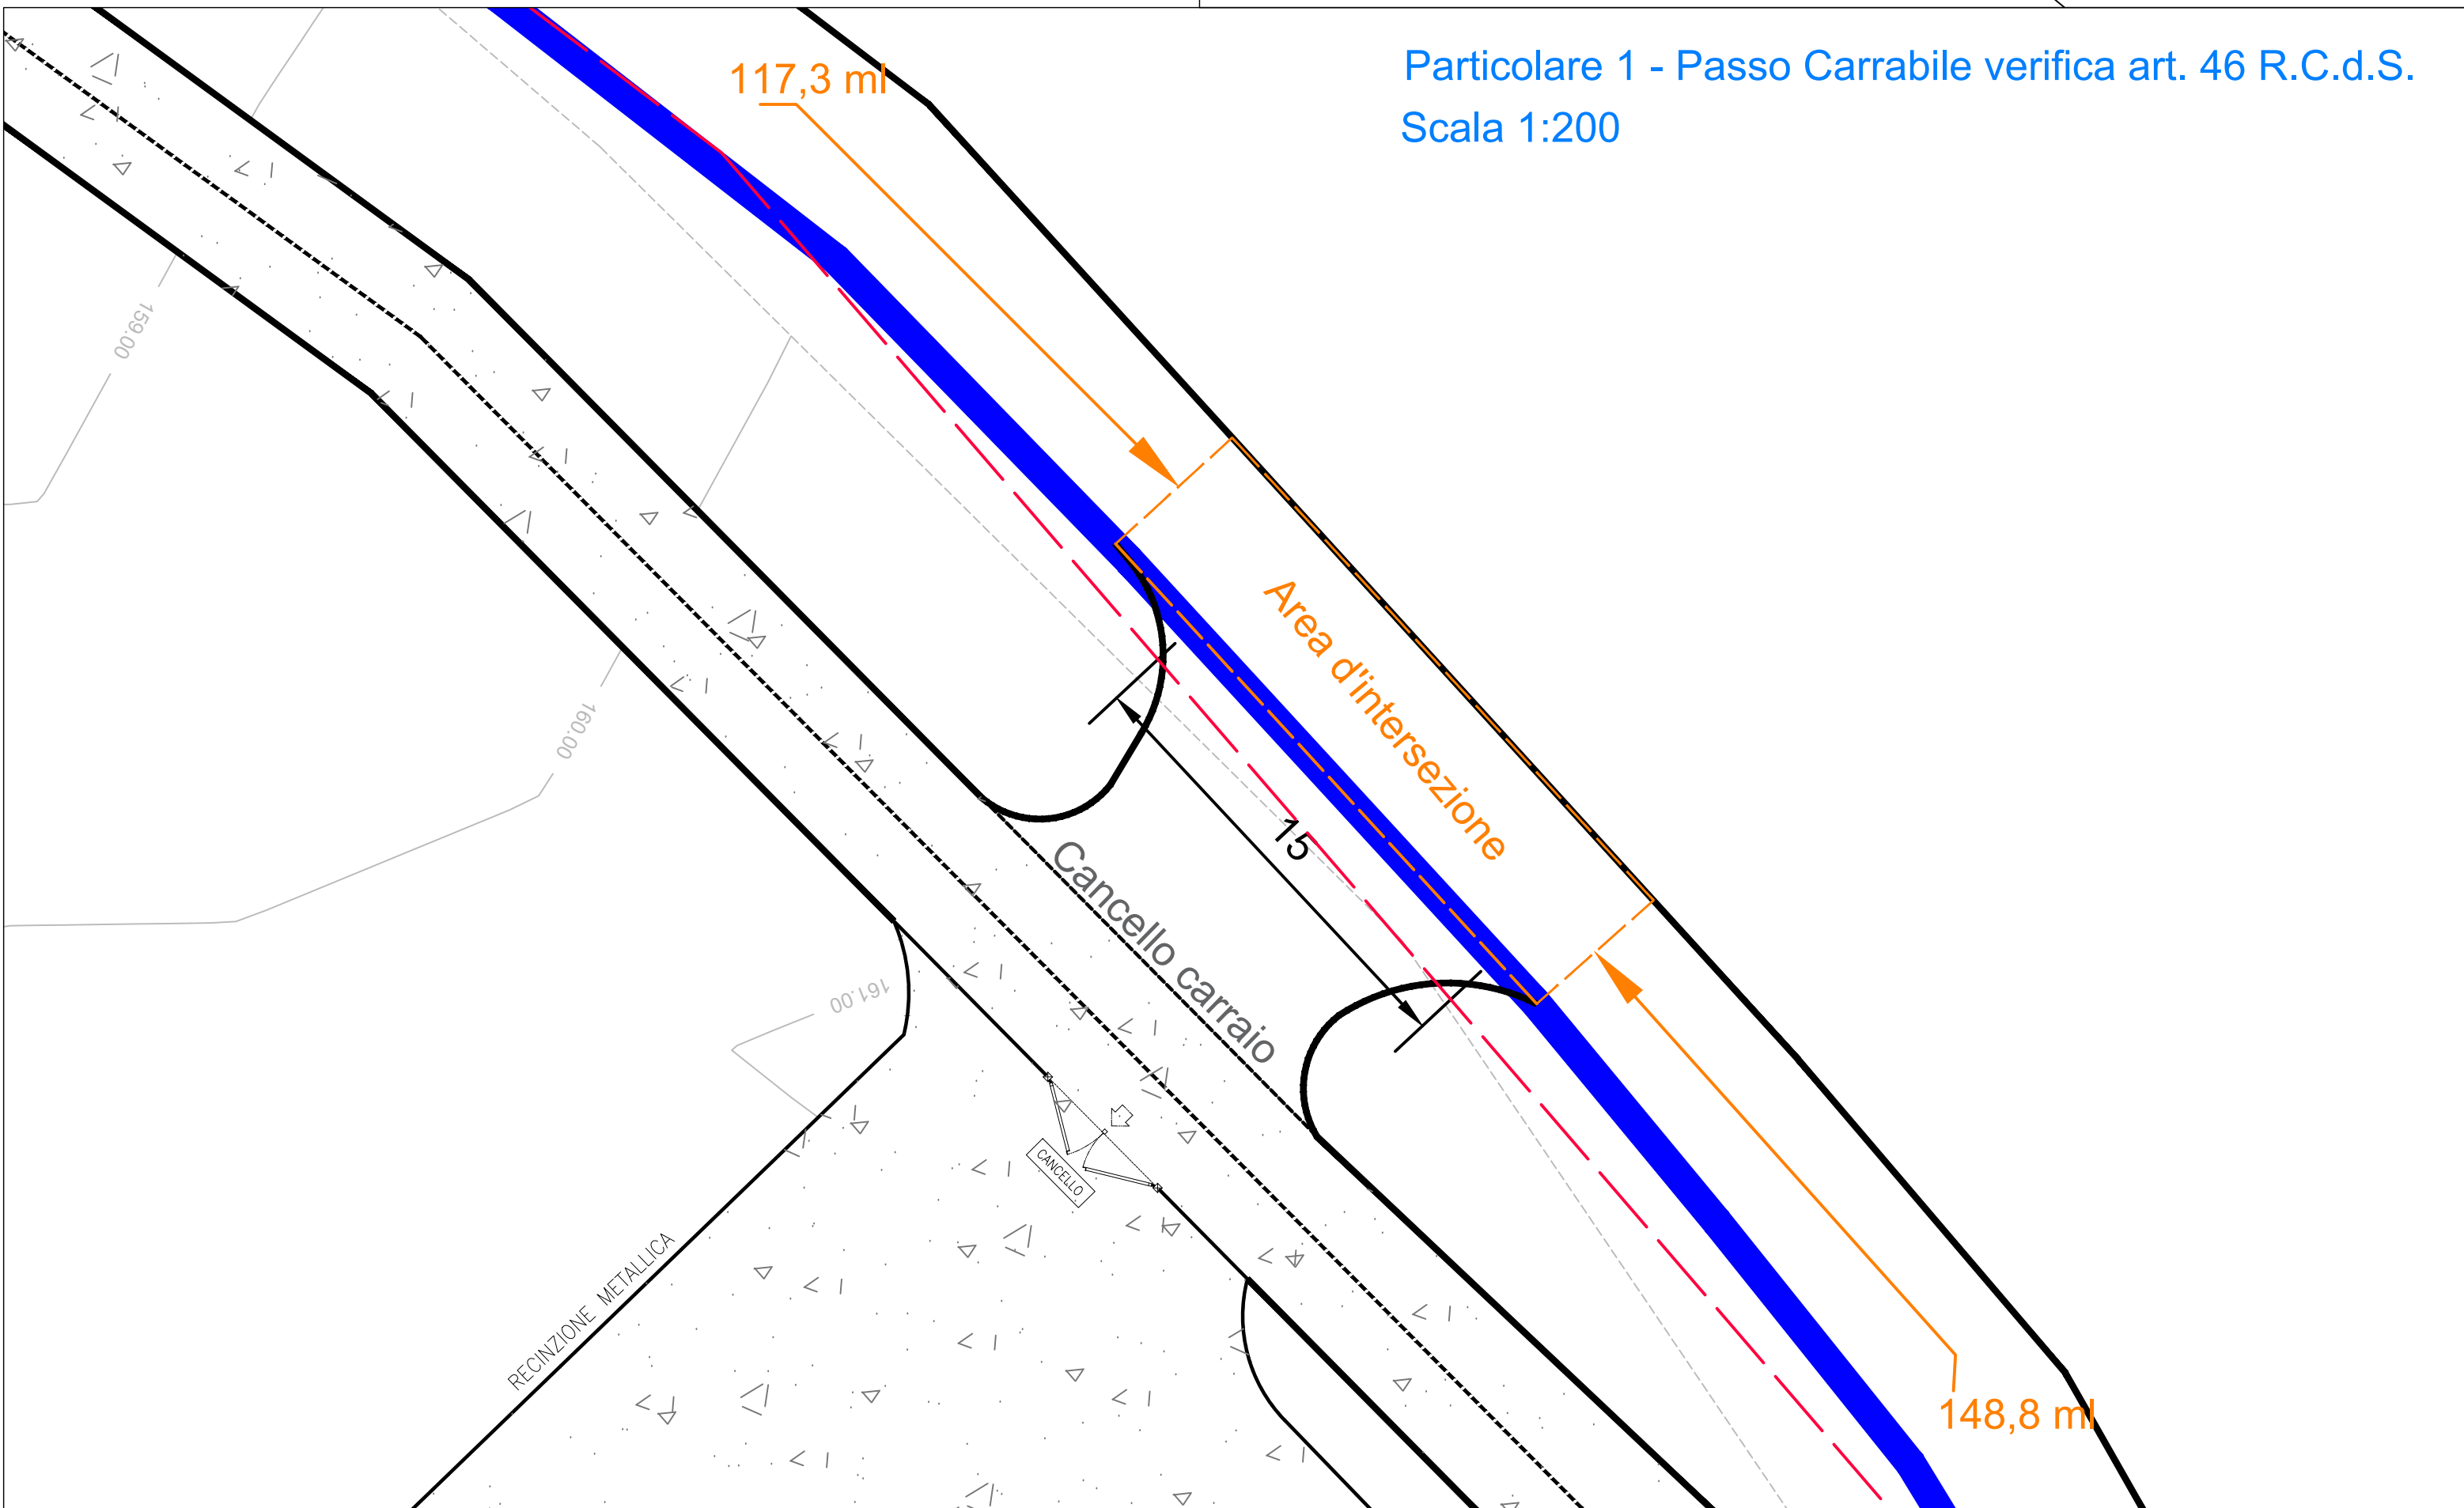 Particolare 1 - Passo Carrabile verifica art. 46 R.C.d.S.
Scala 1:200
117,3 ml
159.00
Area d'intersezione
160.00
15
Cancello carraio
161.00
CANCELLO
RECINZIONE METALLICA
148,8 ml